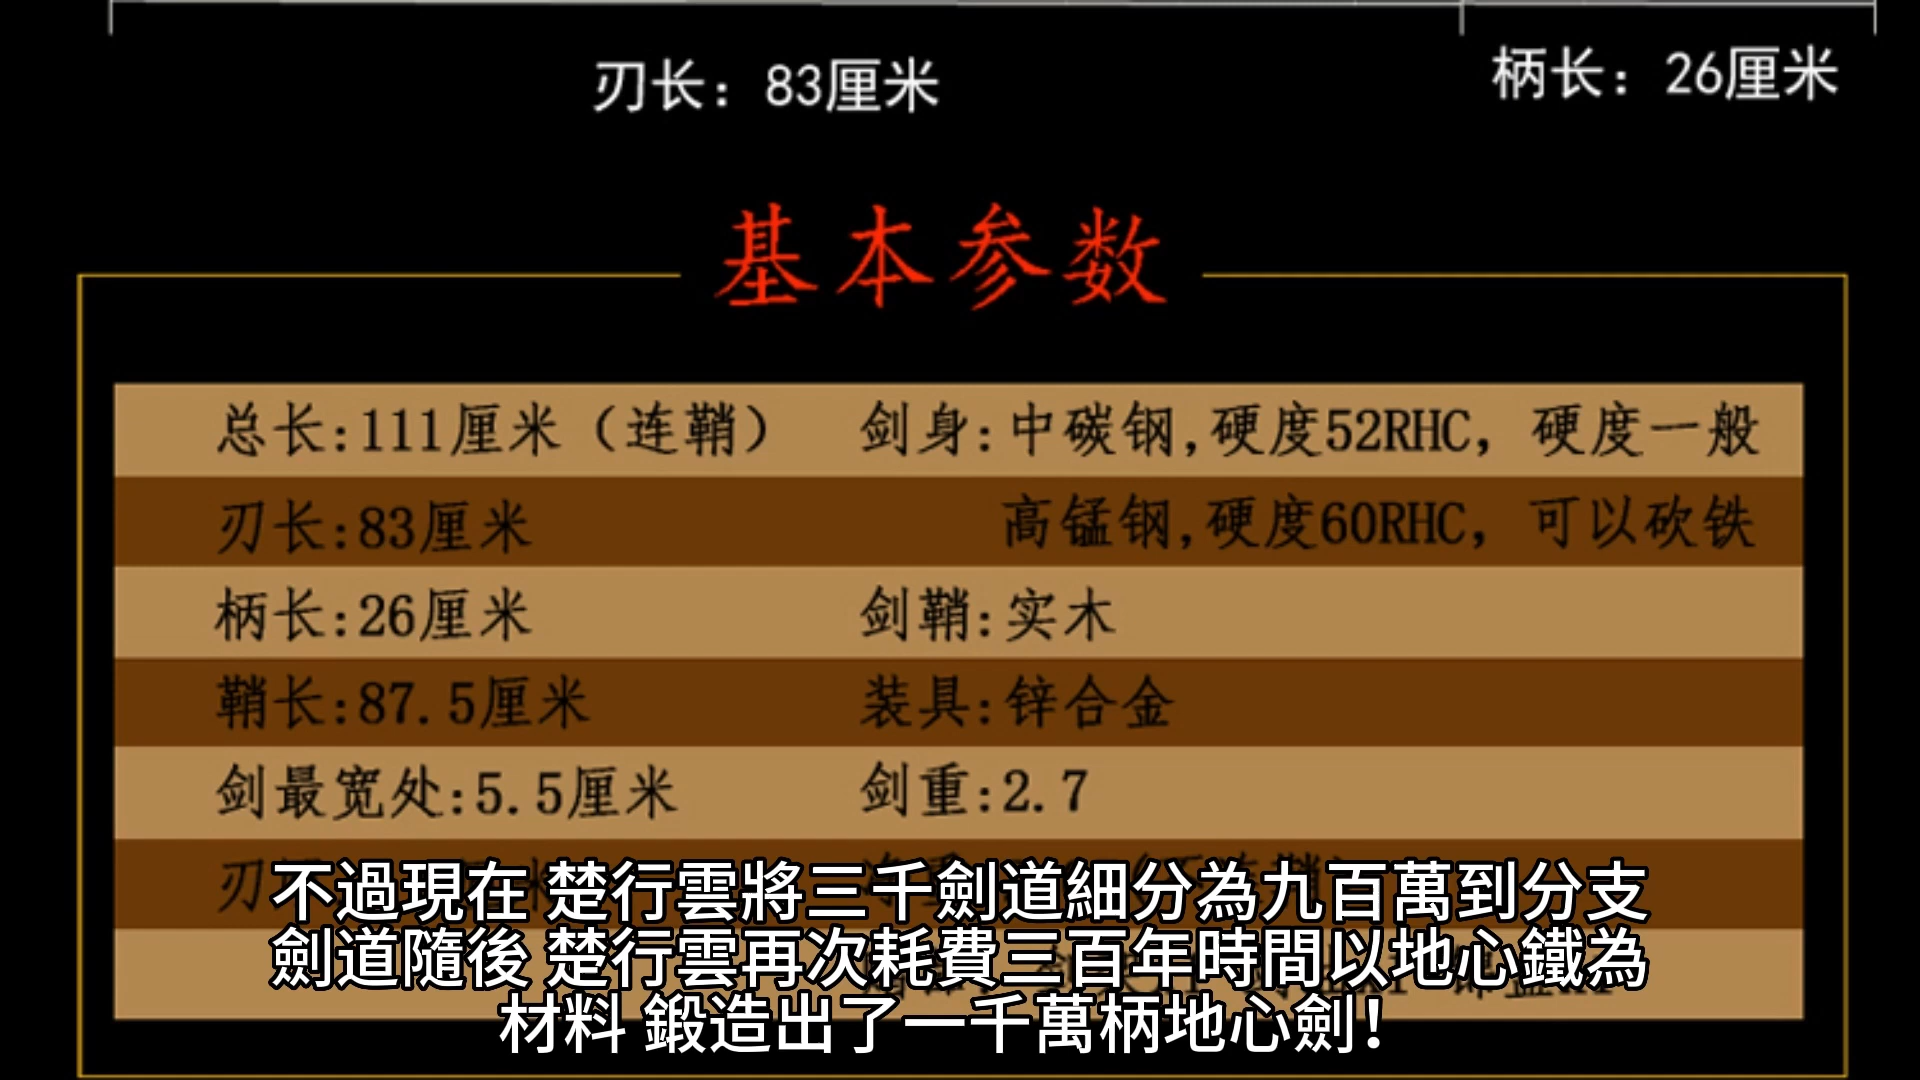 刃长：83厘米
柄长：26厘米
基本参数
总长:111厘米（连鞘） 剑身:中碳钢,硬度52RHC，硬度一般
刃长:83厘米 高锰钢,硬度60RHC，可以砍铁
柄长:26厘米 剑鞘:实木
鞘长:87.5厘米 装具:锌合金
剑最宽处:5.5厘米 剑重:2.7
不過現在 楚行雲將三千劍道細分為九百萬到分支
劍道隨後 楚行雲再次耗費三百年時間以地心鐵為
材料 鍛造出了一千萬柄地心劍!